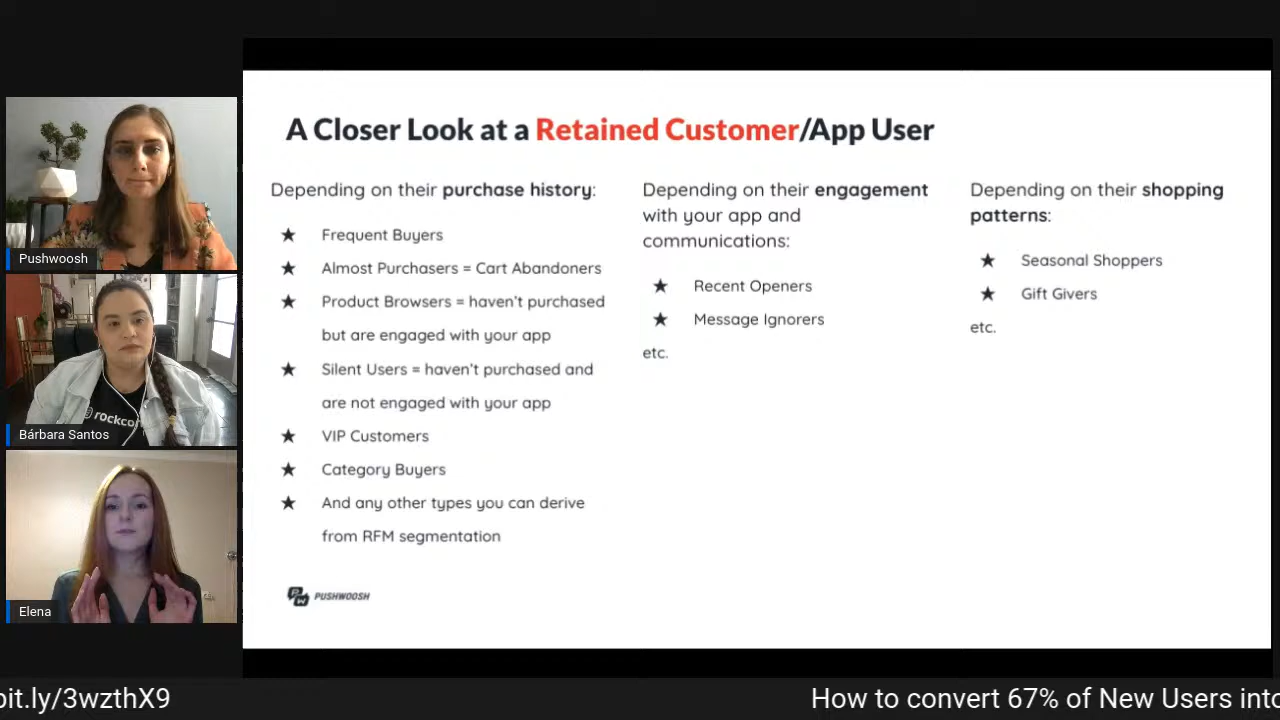 A Closer Look at a Retained Customer/App User
Depending on their purchase history:
★ Frequent Buyers
★ Almost Purchasers = Cart Abandoners
★ Product Browsers = haven't purchased
but are engaged with your app
★ Silent Users = haven't purchased and
are not engaged with your app
★ VIP Customers
★ Category Buyers
★ And any other types you can derive
from RFM segmentation
Depending on their engagement
with your app and
communications:
★ Recent Openers
★ Message Ignorers
etc.
Depending on their shopping
patterns:
★ Seasonal Shoppers
★ Gift Givers
etc.
PW PUSHWOOSH
Pushwoosh
rockcon
Bárbara Santos
Elena
bit.ly/3wzthX9
How to convert 67% of New Users into